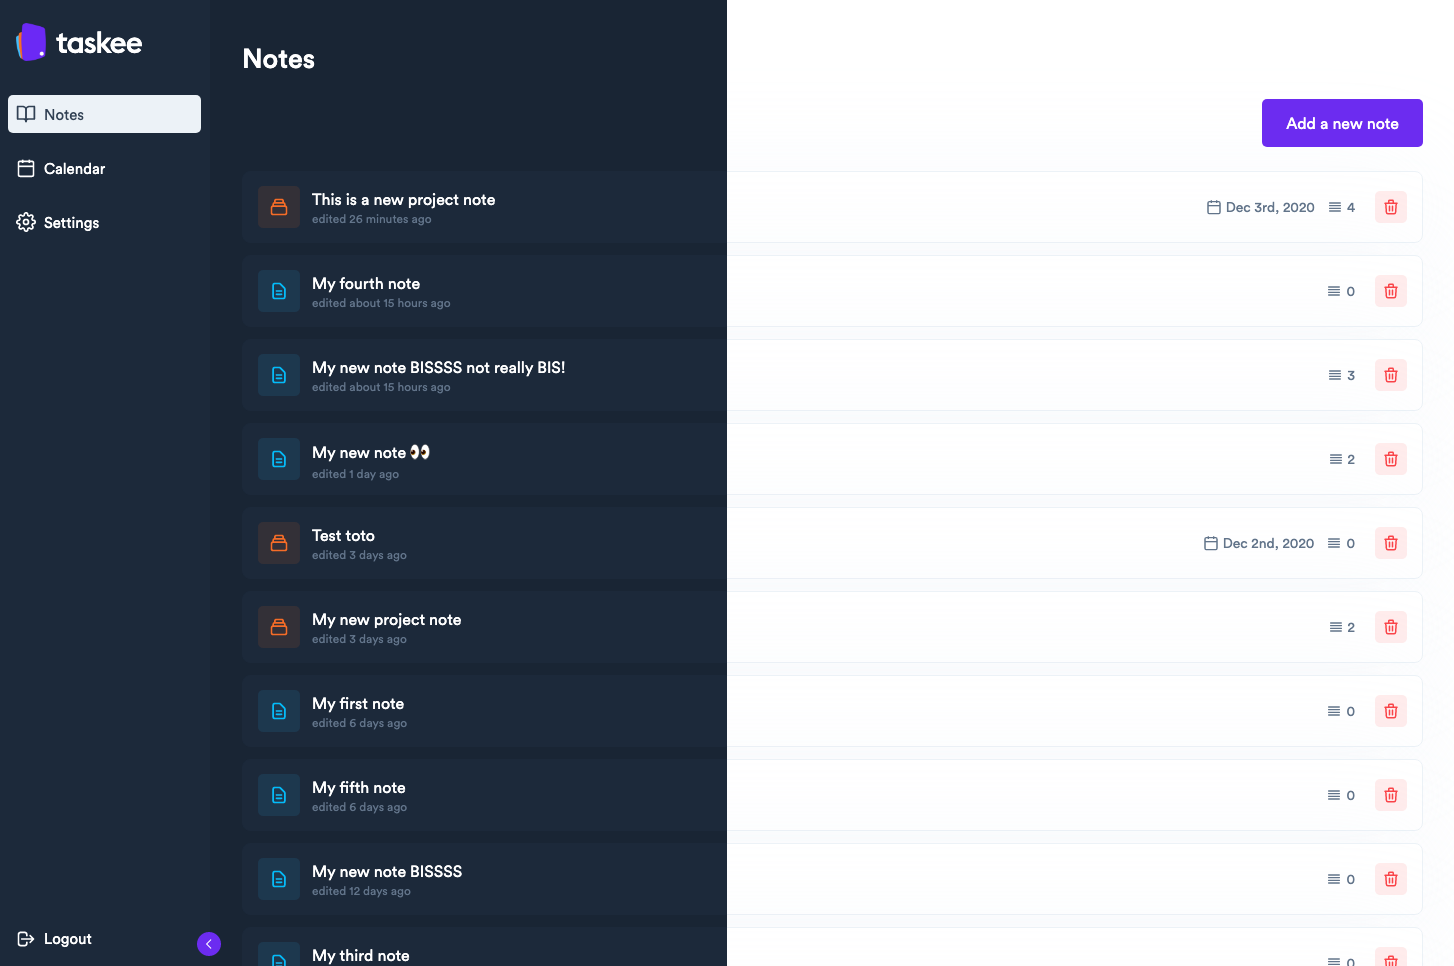 taskee
Notes
Calendar
Settings
Logout
Notes
Add a new note
This is a new project note
edited 26 minutes ago
Dec 3rd, 2020 4
My fourth note
edited about 15 hours ago
0
My new note BISSSS not really BIS!
edited about 15 hours ago
3
My new note 👀
edited 1 day ago
2
Test toto
edited 3 days ago
Dec 2nd, 2020 0
My new project note
edited 3 days ago
2
My first note
edited 6 days ago
0
My fifth note
edited 6 days ago
0
My new note BISSSS
edited 12 days ago
0
My third note
0